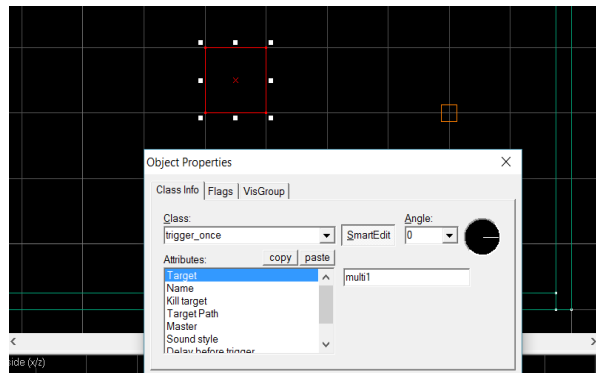 Object Properties
Class Info Flags VisGroup
Class: Angle:
trigger_once SmartEdit 0
Attributes: copy paste
Target multi1
Name
Kill target
Target Path
Master
Sound style
Delay before trigger
side (x/z)